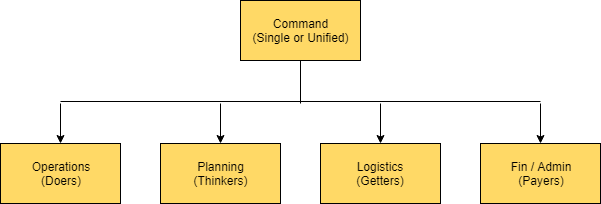 Command
(Single or Unified)
Operations
(Doers)
Planning
(Thinkers)
Logistics
(Getters)
Fin / Admin
(Payers)